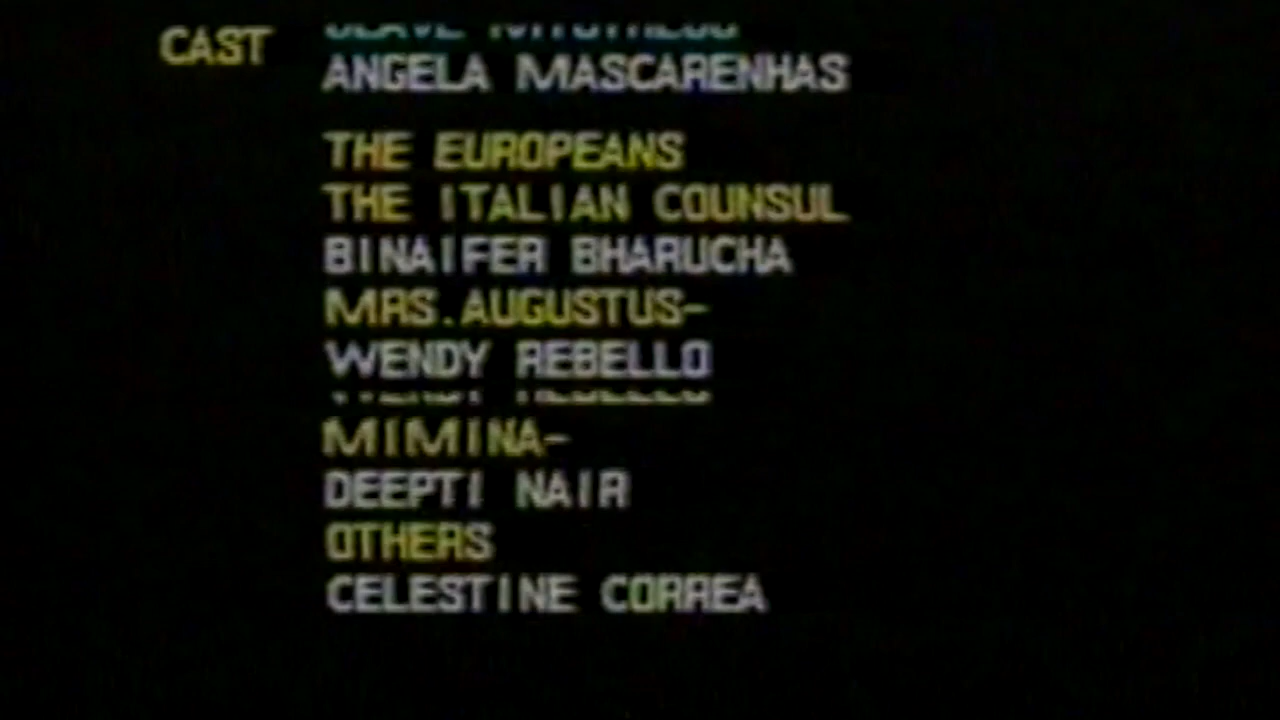 CAST
ANGELA MASCARENHAS
THE EUROPEANS
THE ITALIAN COUNSUL
BINAIFER BHARUCHA
MRS.AUGUSTUS-
WENDY REBELLO
MIMINA-
DEEPTI NAIR
OTHERS
CELESTINE CORREA